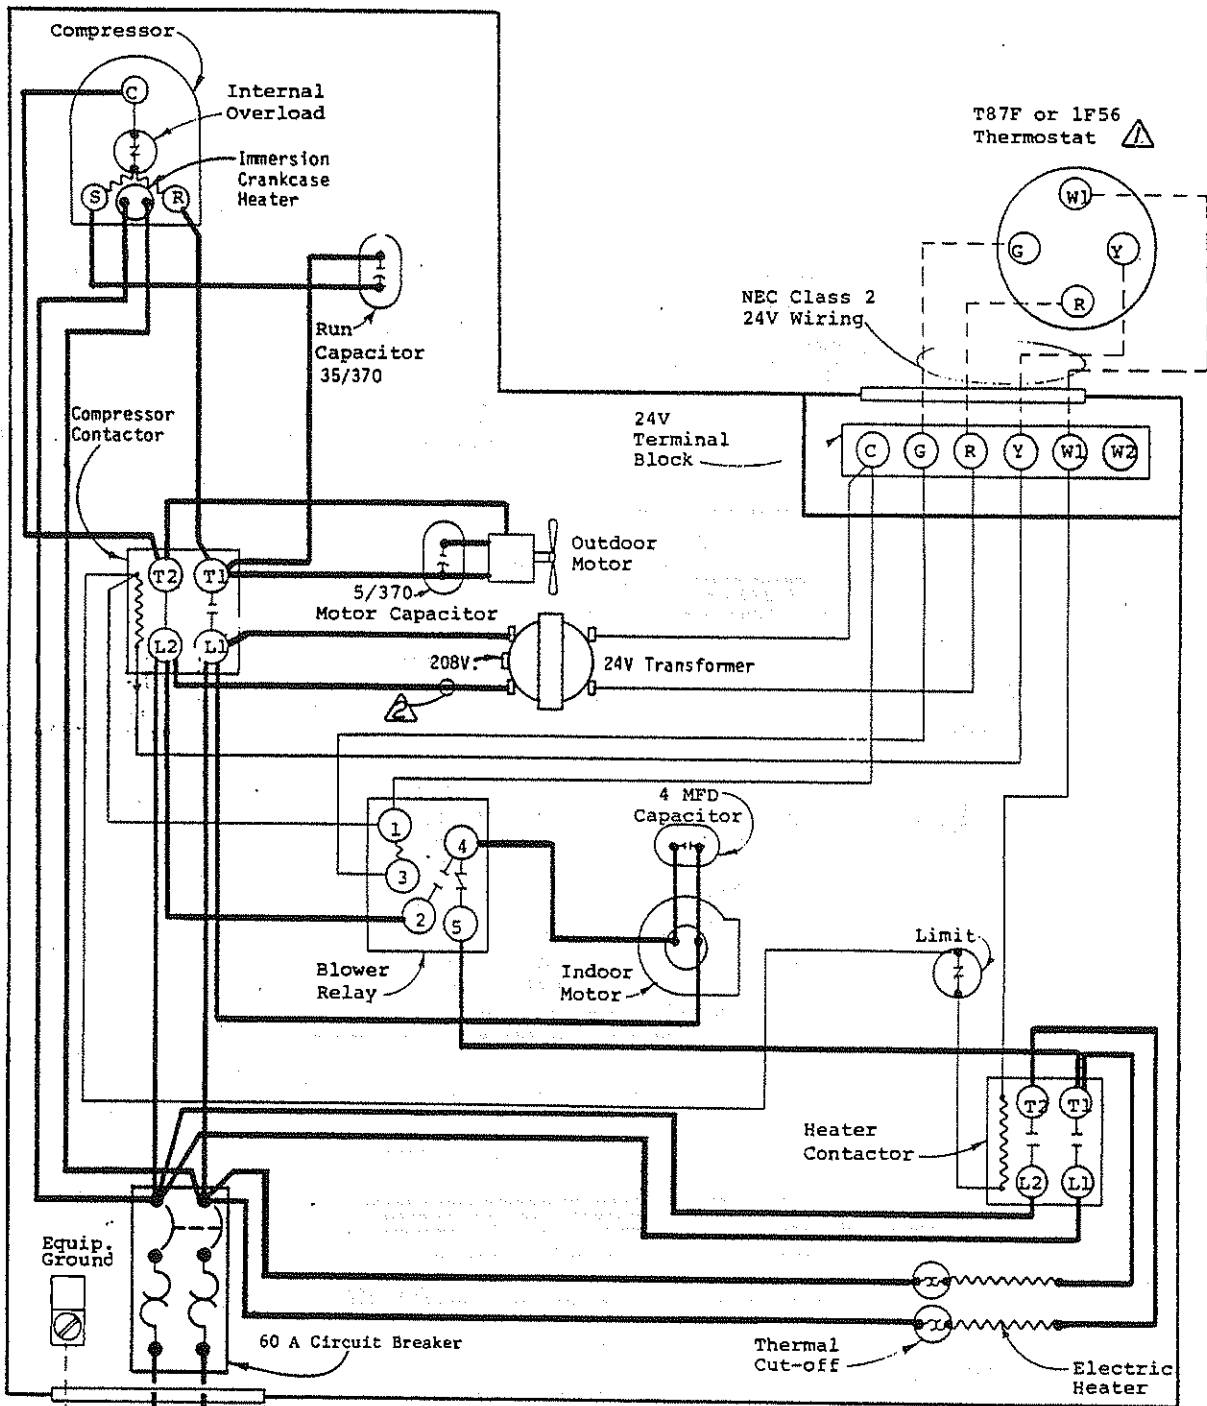 Compressor
C
Internal
Overload
Immersion
Crankcase
Heater
S
R
T87F or 1F56
Thermostat 1
W1
G
Y
R
NEC Class 2
24V Wiring
Run
Capacitor
35/370
Compressor
Contactor
24V
Terminal
Block
C G R Y W1 W2
T2 T1
L2 L1
5/370
Motor Capacitor
Outdoor
Motor
208V.
24V Transformer
2
4 MFD
Capacitor
1
3
4
2
5
Blower
Relay
Indoor
Motor
Limit
Heater
Contactor
T2 T1
L2 L1
Equip.
Ground
60 A Circuit Breaker
Thermal
Cut-off
Electric
Heater